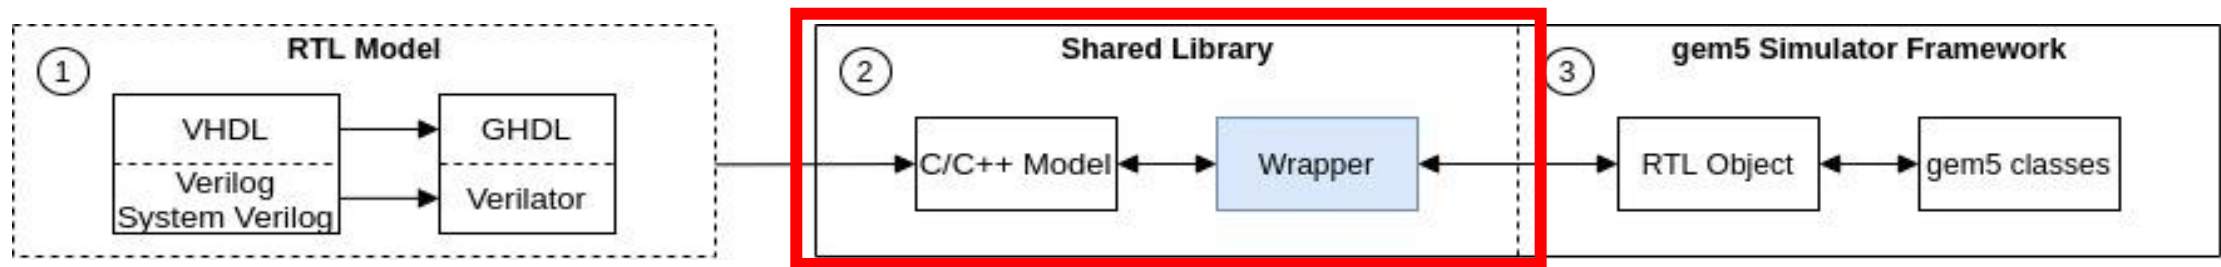 RTL Model
1
VHDL
GHDL
Verilog
System Verilog
Verilator
Shared Library
2
C/C++ Model
Wrapper
gem5 Simulator Framework
3
RTL Object
gem5 classes